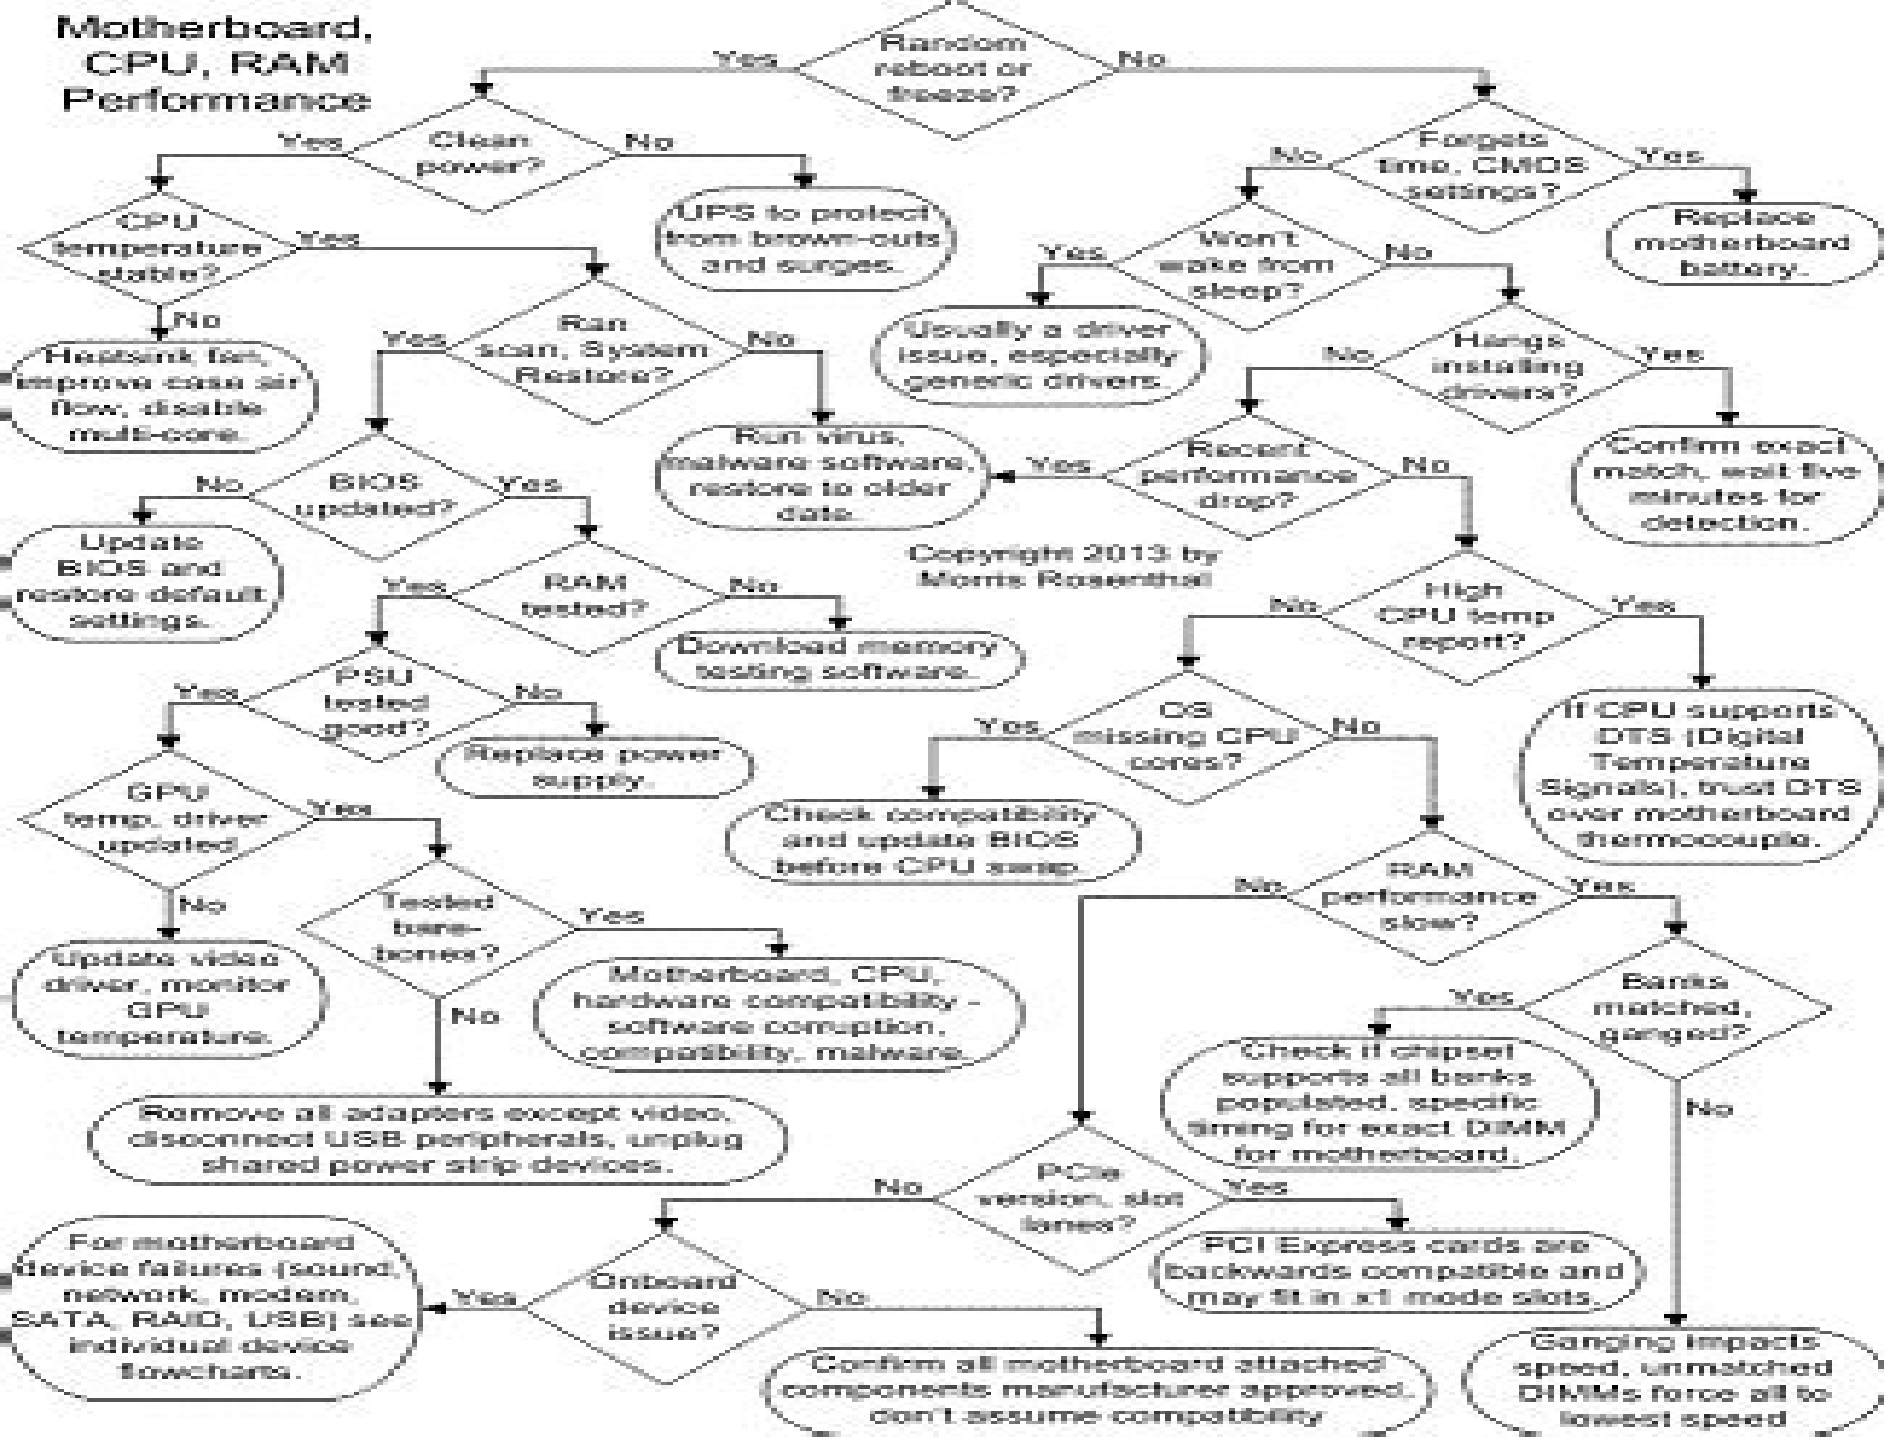 Motherboard,
CPU, RAM
Performance
Random
reboot or
freeze?
Yes
No
Clean
power?
Yes
No
Forgets
time, CMOS
settings?
No
Yes
CPU
temperature
stable?
Yes
No
UPS to protect
from brown-outs
and surges.
Won't
wake from
sleep?
Yes
No
Replace
motherboard
battery.
Heatsink fan,
improve case air
flow, disable
multi-core.
Ran
scan, System
Restore?
Yes
No
Usually a driver
issue, especially
generic drivers.
Hangs
installing
drivers?
No
Yes
BIOS
updated?
No
Yes
Run virus,
malware software,
restore to older
date.
Recent
performance
drop?
Yes
No
Confirm exact
match, wait five
minutes for
detection.
Update
BIOS and
restore default
settings.
RAM
tested?
Yes
No
Copyright 2013 by
Morris Rosenthal
High
CPU temp
report?
No
Yes
Download memory
testing software.
PSU
tested
good?
Yes
No
Replace power
supply.
OS
missing CPU
cores?
Yes
No
If CPU supports
DTS (Digital
Temperature
Signals), trust DTS
over motherboard
thermocouple.
GPU
temp, driver
updated
Yes
No
Check compatibility
and update BIOS
before CPU swap.
RAM
performance
slow?
No
Yes
Tested
bare-
bones?
Yes
No
Update video
driver, monitor
GPU
temperature.
Motherboard, CPU,
hardware compatibility -
software corruption,
compatibility, malware.
Banks
matched,
ganged?
Yes
No
Check if chipset
supports all banks
populated, specific
timing for exact DIMM
for motherboard.
Remove all adapters except video,
disconnect USB peripherals, unplug
shared power strip devices.
PCIe
version, slot
lanes?
No
Yes
PCI Express cards are
backwards compatible and
may fit in x1 mode slots.
For motherboard
device failures (sound,
network, modem,
SATA, RAID, USB) see
individual device
flowcharts.
Onboard
device
issue?
Yes
No
Confirm all motherboard attached
components manufacturer approved,
don't assume compatibility
Ganging impacts
speed, unmatched
DIMMs force all to
lowest speed